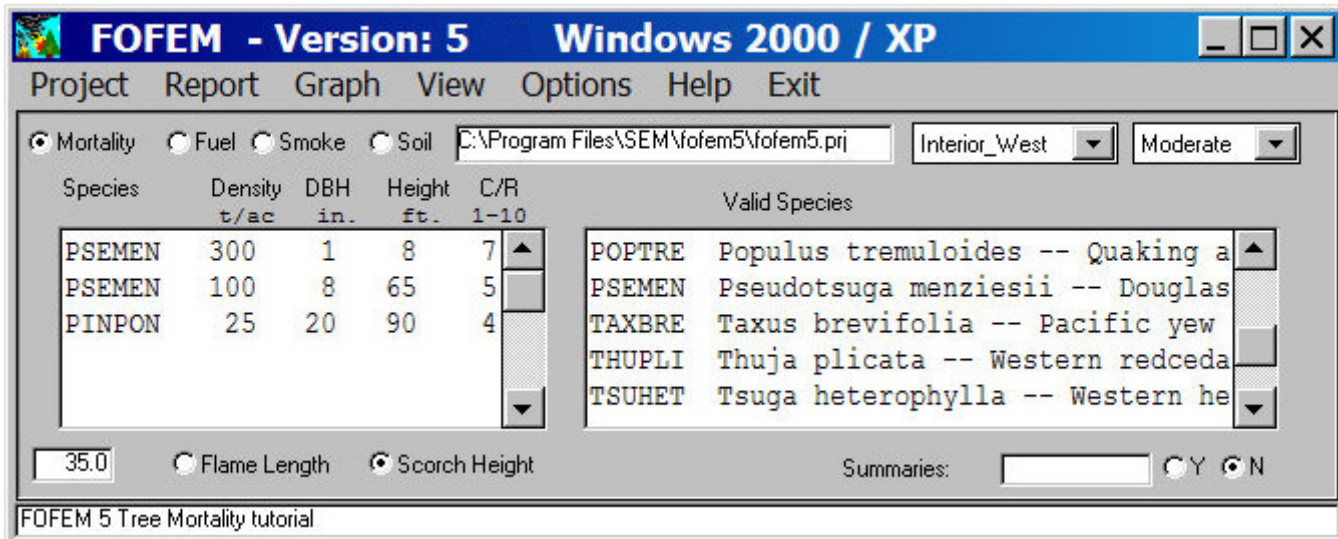 FOFEM - Version: 5 Windows 2000 / XP
Project Report Graph View Options Help Exit
Mortality Fuel Smoke Soil C:\Program Files\SEM\fofem5\fofem5.prj Interior_West Moderate
Species Density DBH Height C/R Valid Species
t/ac in. ft. 1-10
PSEMEN 300 1 8 7 POPTRE Populus tremuloides -- Quaking a
PSEMEN 100 8 65 5 PSEMEN Pseudotsuga menziesii -- Douglas
PINPON 25 20 90 4 TAXBRE Taxus brevifolia -- Pacific yew
THUPLI Thuja plicata -- Western redceda
TSUHET Tsuga heterophylla -- Western he
35.0 Flame Length Scorch Height Summaries: Y N
FOFEM 5 Tree Mortality tutorial